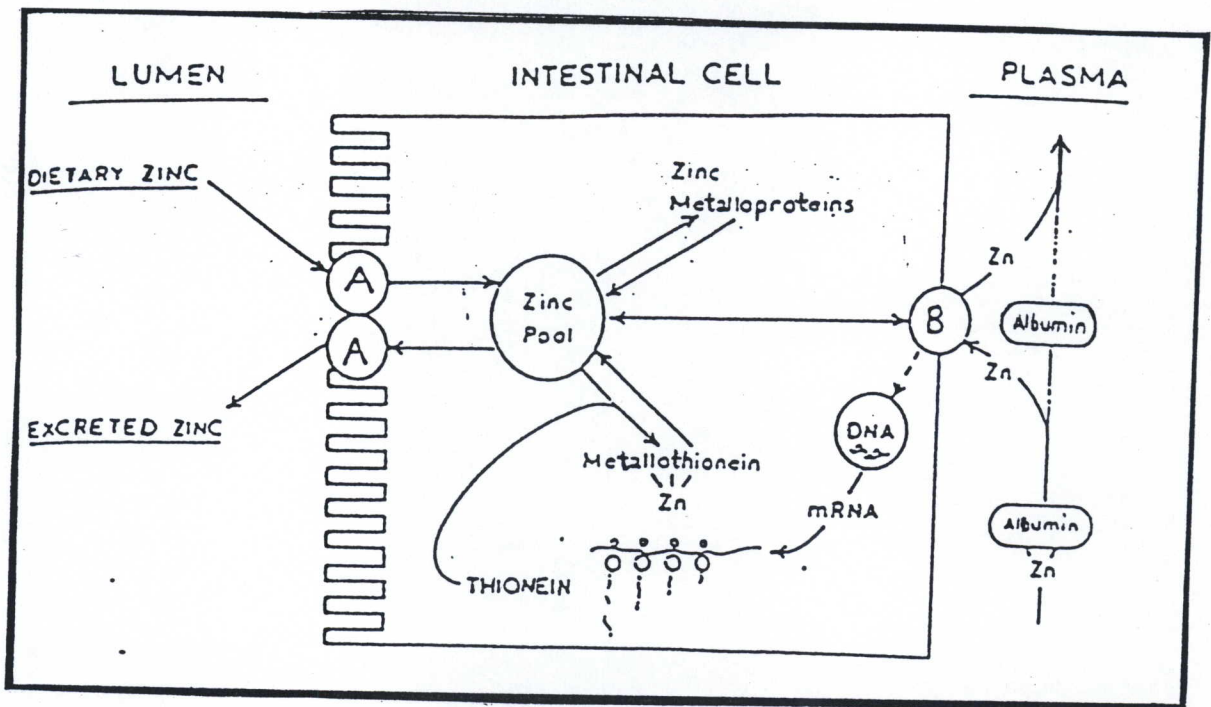 LUMEN
INTESTINAL CELL
PLASMA
DIETARY ZINC
Zinc
Metalloproteins
A
Zinc
Pool
A
B
Zn
Albumin
Zn
EXCRETED ZINC
DNA
Metallothionein
Zn
mRNA
Albumin
Zn
THIONEIN